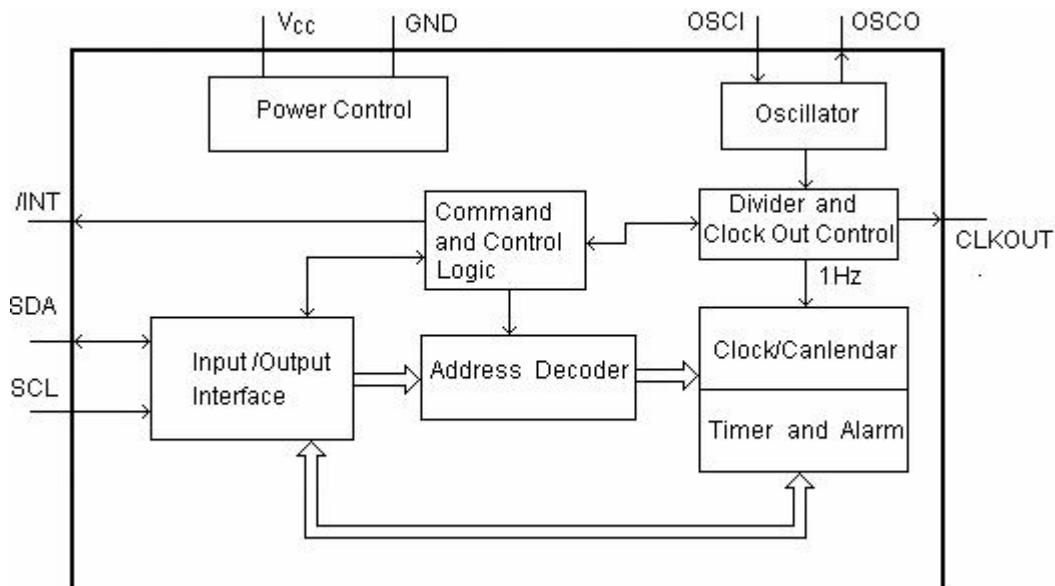 Vcc
GND
OSCI
OSCO
Power Control
Oscillator
/INT
Command
and Control
Logic
Divider and
Clock Out Control
CLKOUT
1Hz
SDA
SCL
Input /Output
Interface
Address Decoder
Clock/Canlendar
Timer and Alarm